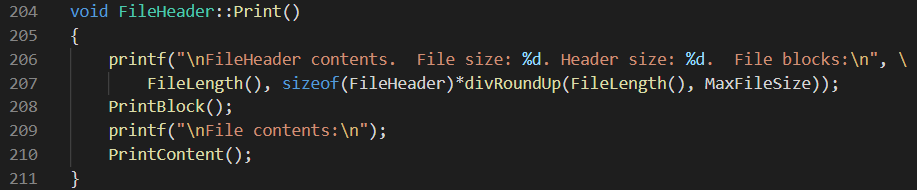 204 void FileHeader::Print()
205 {
206     printf("\nFileHeader contents.  File size: %d. Header size: %d.  File blocks:\n", \
207         FileLength(), sizeof(FileHeader)*divRoundUp(FileLength(), MaxFileSize));
208     PrintBlock();
209     printf("\nFile contents:\n");
210     PrintContent();
211 }